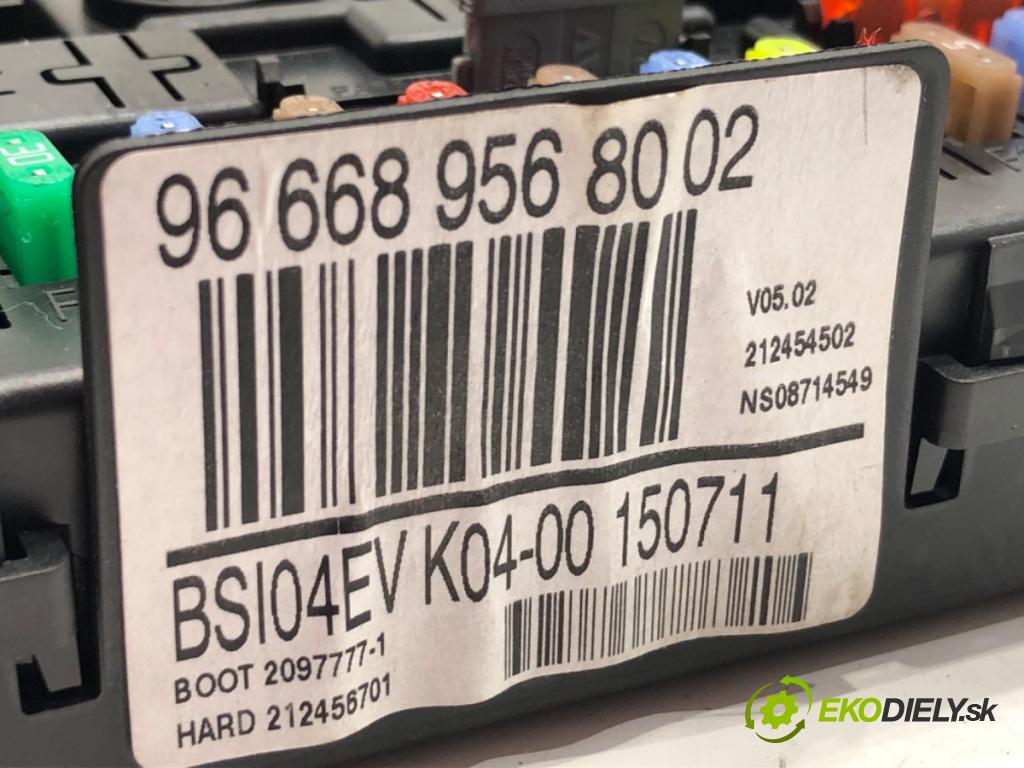 96 668 956 80 02
V05.02
212454502
NS08714549
BSI04EV K04-00 150711
BOOT 2097777-1
HARD 212456701
EKODIELY.sk